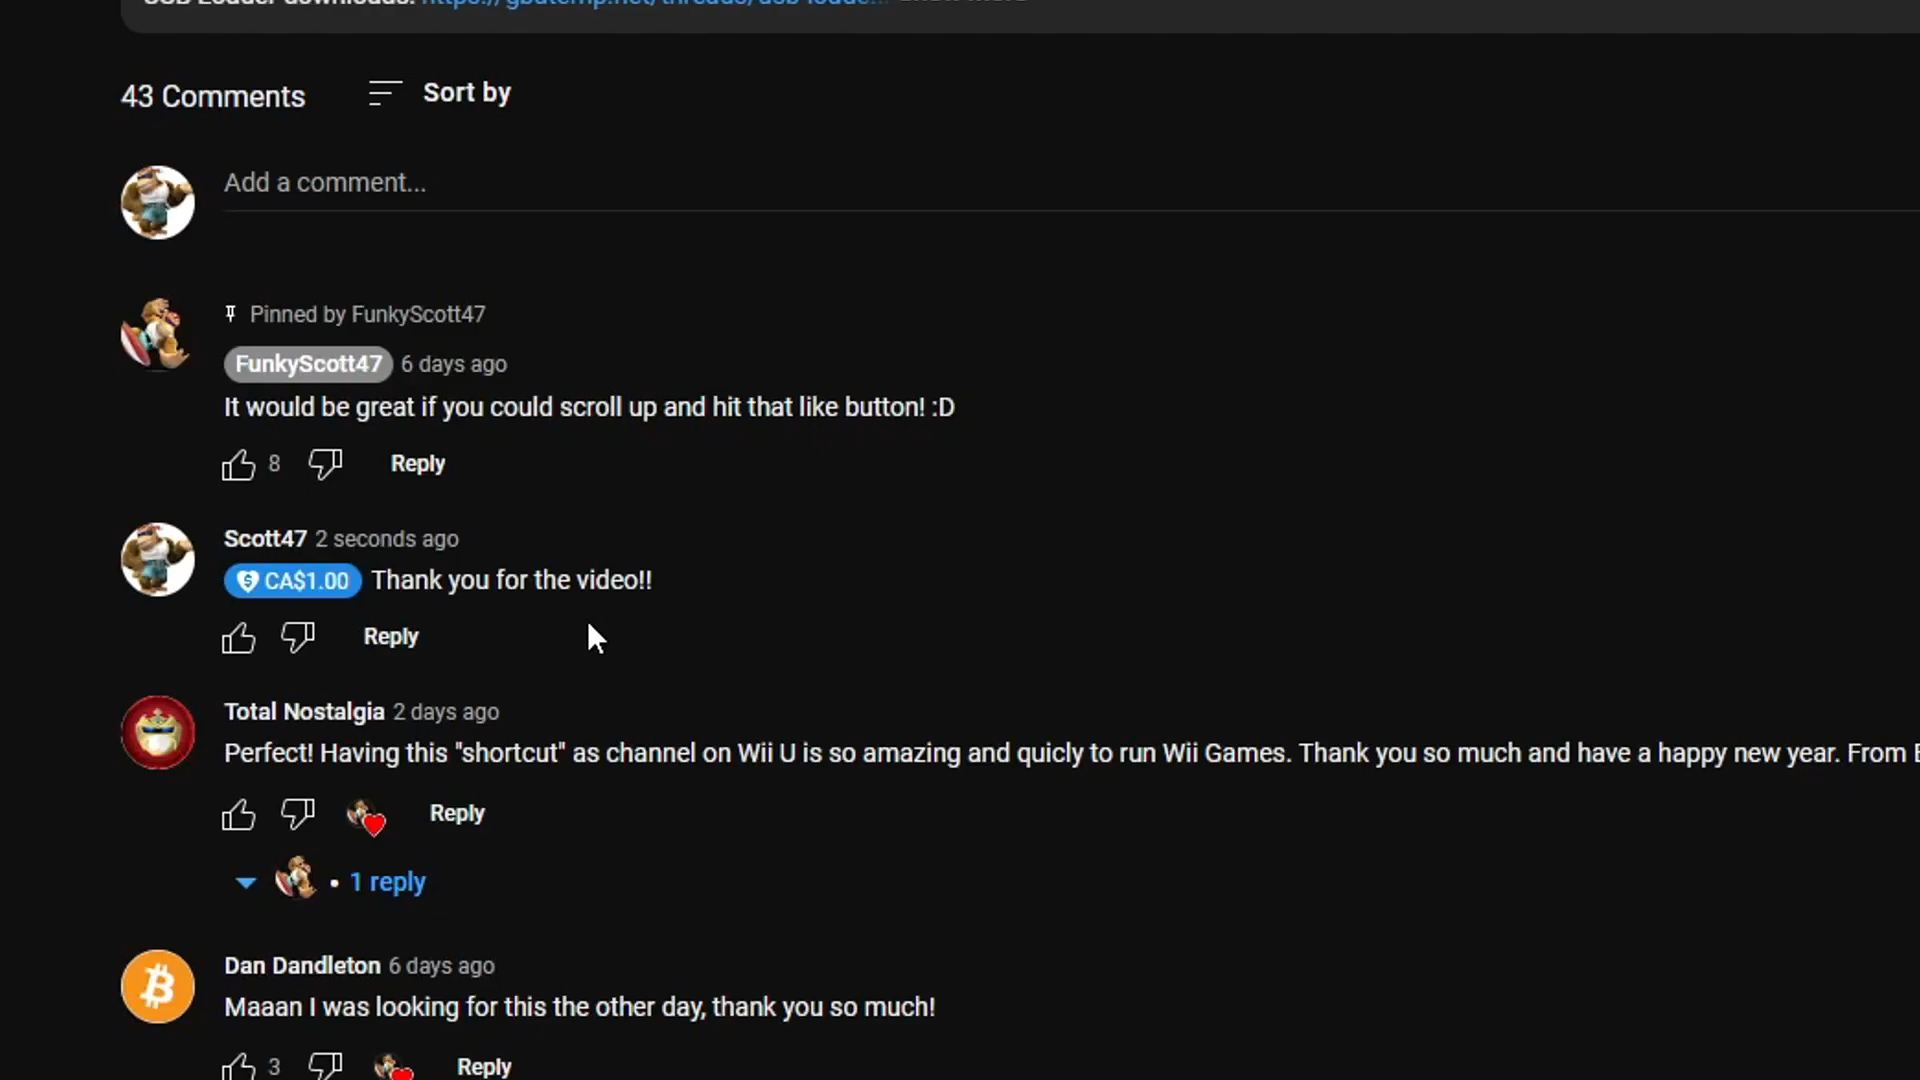 43 Comments
Sort by
Add a comment...
Pinned by FunkyScott47
FunkyScott47 6 days ago
It would be great if you could scroll up and hit that like button! :D
8 Reply
Scott47 2 seconds ago
CA$1.00 Thank you for the video!!
Reply
Total Nostalgia 2 days ago
Perfect! Having this "shortcut" as channel on Wii U is so amazing and quicly to run Wii Games. Thank you so much and have a happy new year. From
Reply
• 1 reply
Dan Dandleton 6 days ago
Maaan I was looking for this the other day, thank you so much!
3 Reply